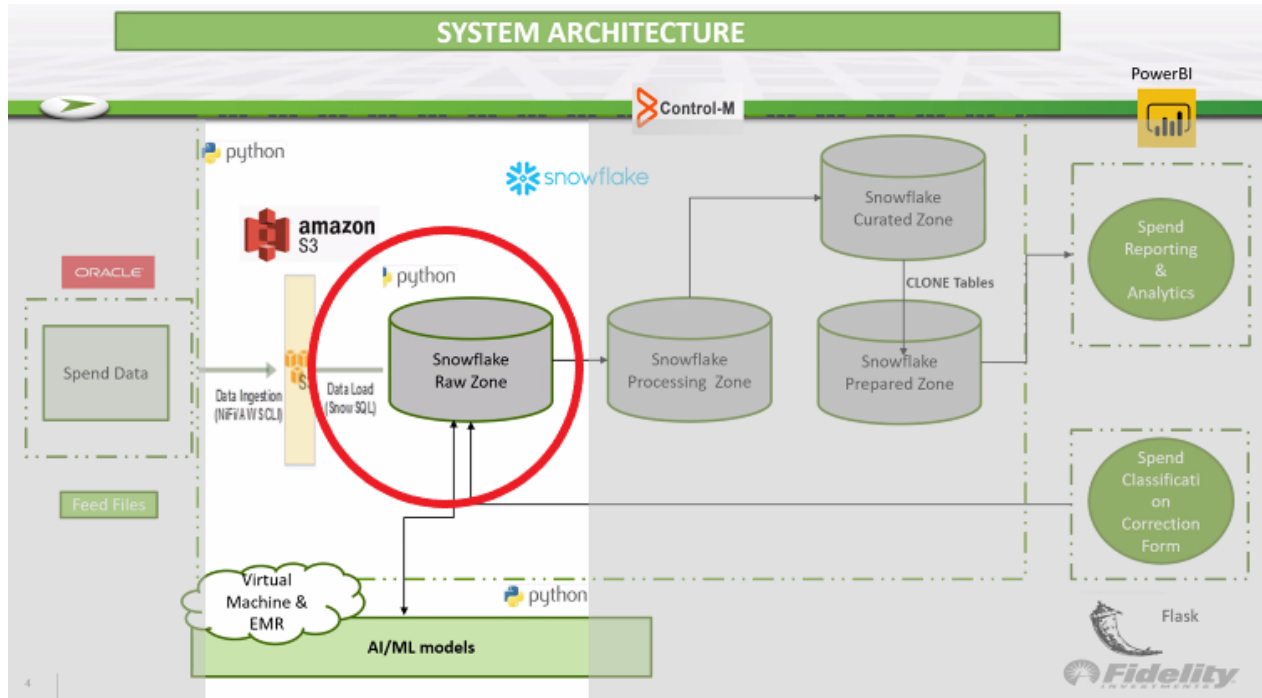 SYSTEM ARCHITECTURE
PowerBI
Control-M
python
snowflake
amazon
S3
python
ORACLE
Spend Data
Data Ingestion
(NiFi/AWSCLI)
Data Load
(Snow SQL)
Snowflake
Raw Zone
Snowflake
Processing Zone
Snowflake
Curated Zone
CLONE Tables
Snowflake
Prepared Zone
Spend
Reporting
&
Analytics
Feed Files
Spend
Classificati
on
Correction
Form
Virtual
Machine &
EMR
python
AI/ML models
Flask
Fidelity
INVESTMENTS
4